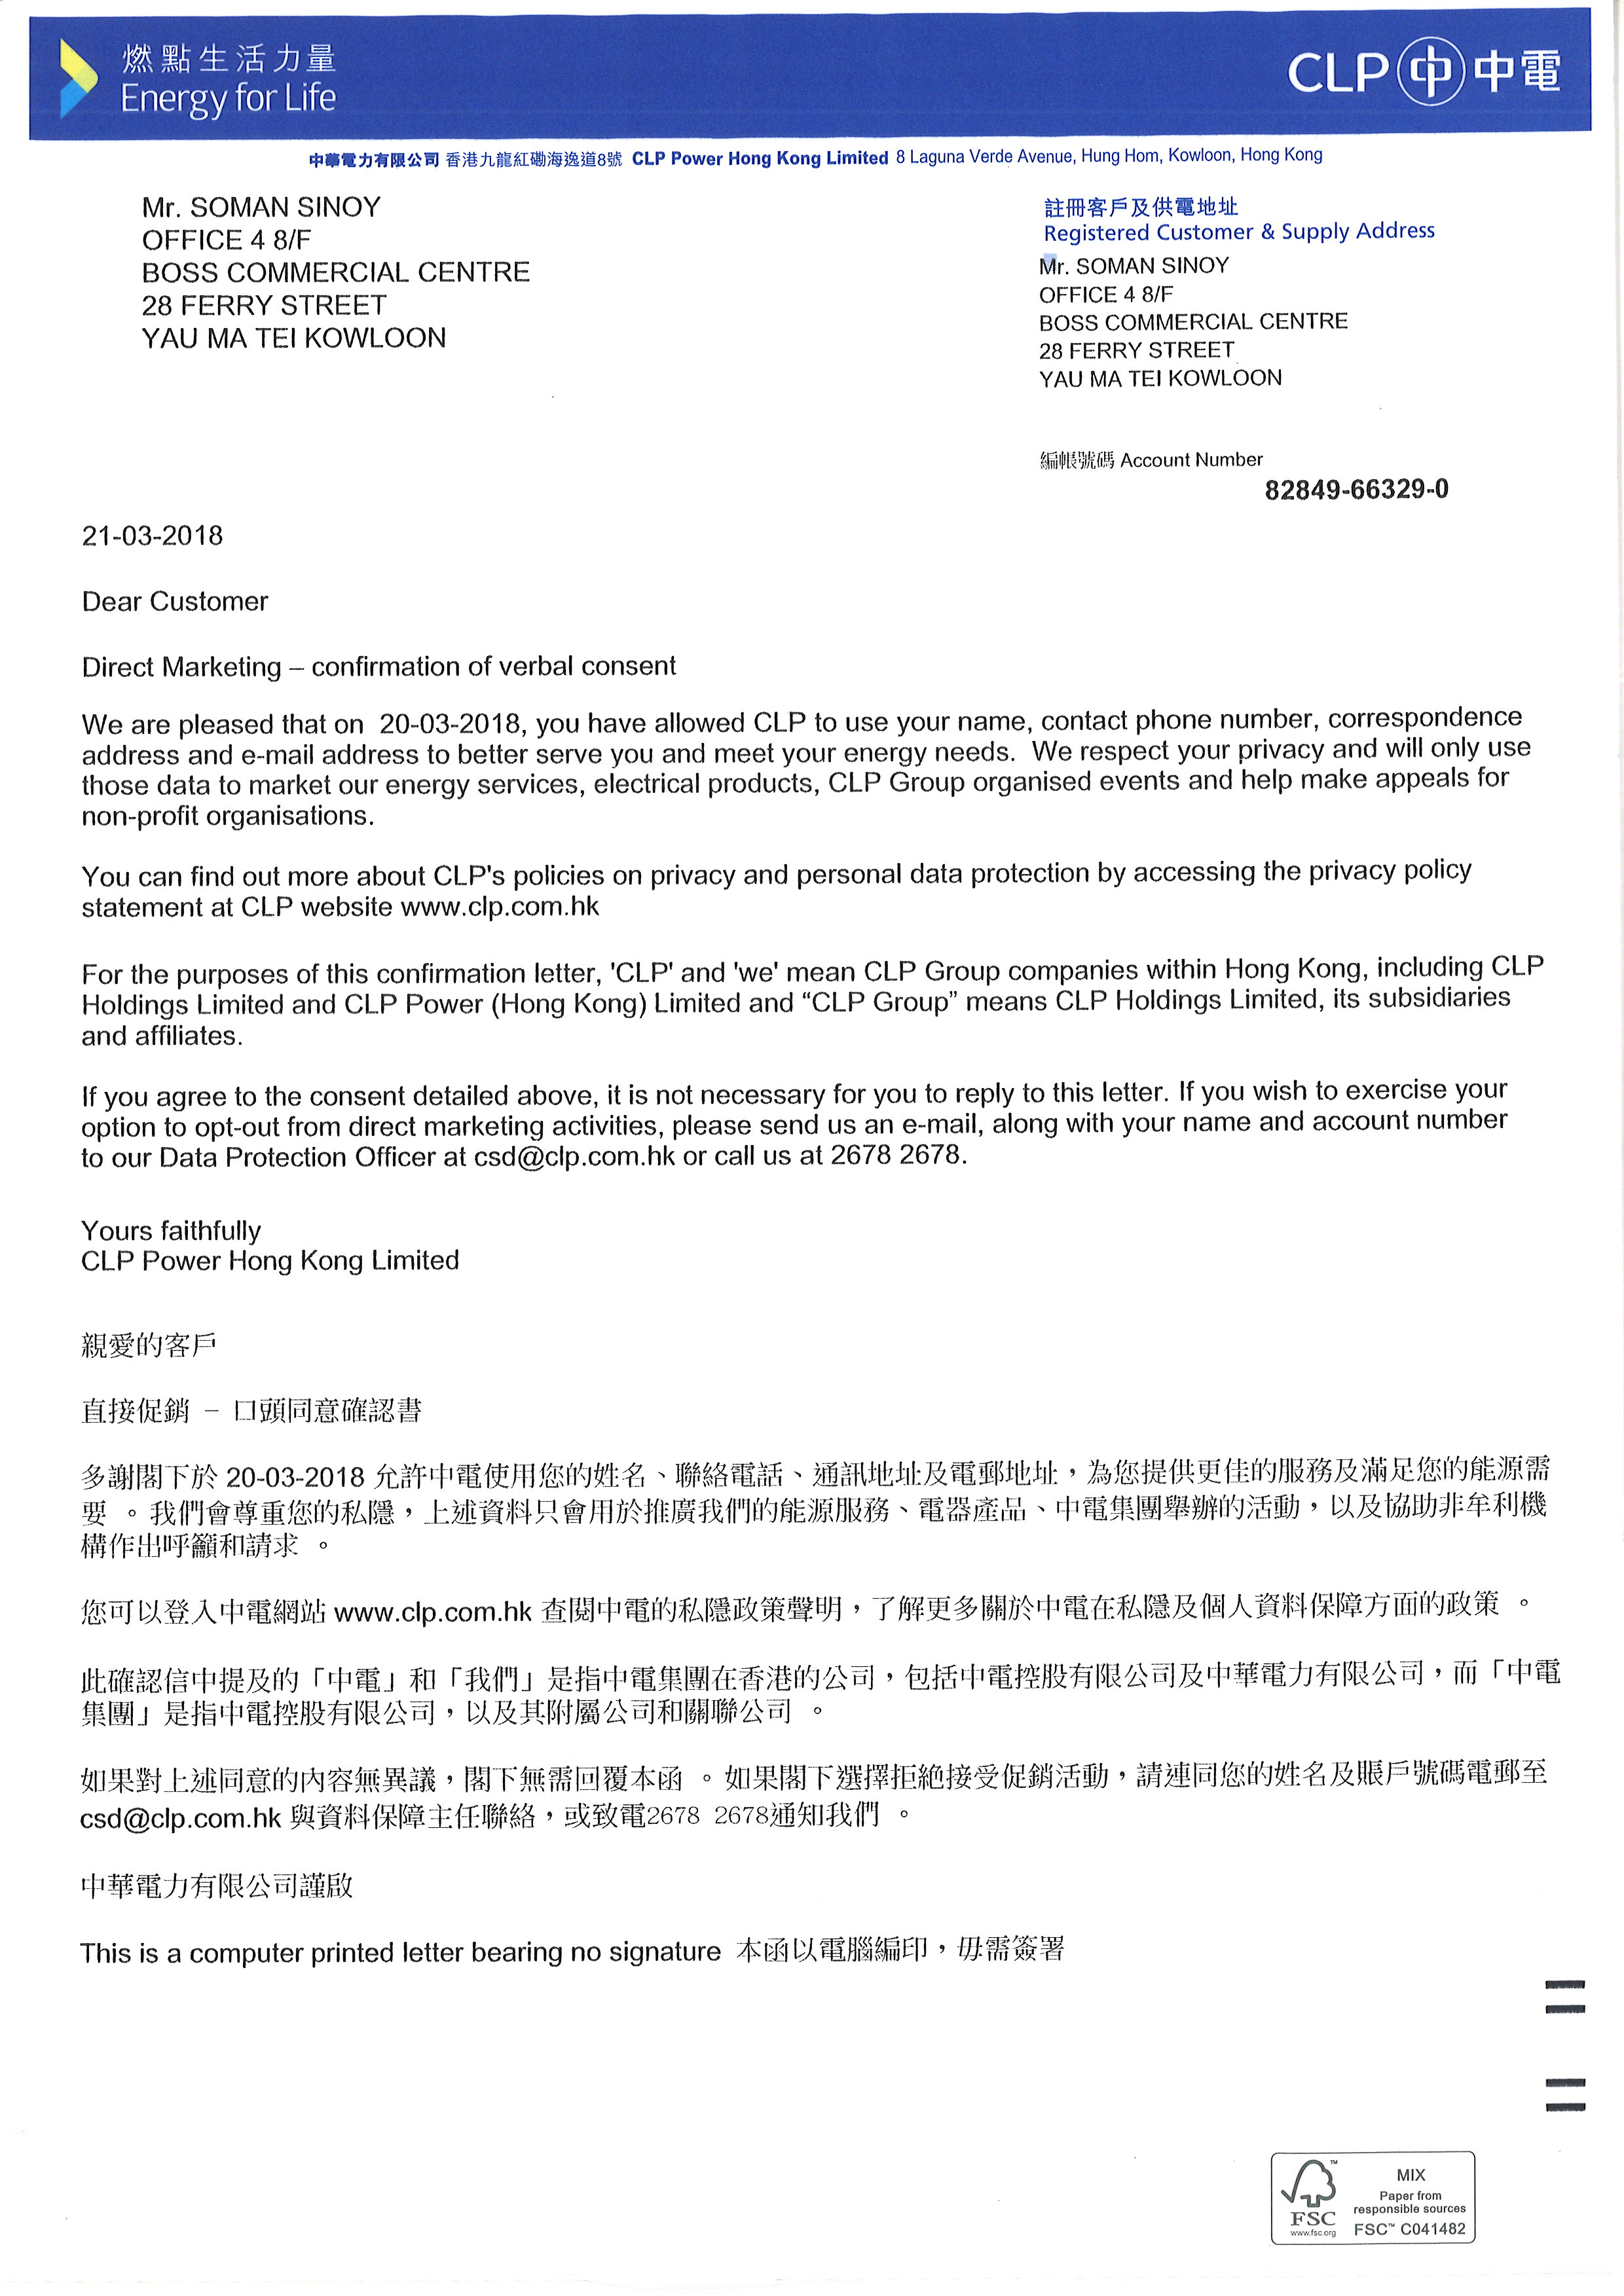 燃點生活力量
Energy for Life
CLP 中電
中華電力有限公司 香港九龍紅磡海逸道8號 CLP Power Hong Kong Limited 8 Laguna Verde Avenue, Hung Hom, Kowloon, Hong Kong
Mr. SOMAN SINOY
OFFICE 4 8/F
BOSS COMMERCIAL CENTRE
28 FERRY STREET
YAU MA TEI KOWLOON
註冊客戶及供電地址
Registered Customer & Supply Address
Mr. SOMAN SINOY
OFFICE 4 8/F
BOSS COMMERCIAL CENTRE
28 FERRY STREET
YAU MA TEI KOWLOON
編帳號碼 Account Number
82849-66329-0
21-03-2018
Dear Customer
Direct Marketing – confirmation of verbal consent
We are pleased that on 20-03-2018, you have allowed CLP to use your name, contact phone number, correspondence
address and e-mail address to better serve you and meet your energy needs. We respect your privacy and will only use
those data to market our energy services, electrical products, CLP Group organised events and help make appeals for
non-profit organisations.
You can find out more about CLP's policies on privacy and personal data protection by accessing the privacy policy
statement at CLP website www.clp.com.hk
For the purposes of this confirmation letter, 'CLP' and 'we' mean CLP Group companies within Hong Kong, including CLP
Holdings Limited and CLP Power (Hong Kong) Limited and “CLP Group” means CLP Holdings Limited, its subsidiaries
and affiliates.
If you agree to the consent detailed above, it is not necessary for you to reply to this letter. If you wish to exercise your
option to opt-out from direct marketing activities, please send us an e-mail, along with your name and account number
to our Data Protection Officer at csd@clp.com.hk or call us at 2678 2678.
Yours faithfully
CLP Power Hong Kong Limited
親愛的客戶
直接促銷 – 口頭同意確認書
多謝閣下於 20-03-2018 允許中電使用您的姓名、聯絡電話、通訊地址及電郵地址，為您提供更佳的服務及滿足您的能源需
要 。我們會尊重您的私隱，上述資料只會用於推廣我們的能源服務、電器產品、中電集團舉辦的活動，以及協助非牟利機
構作出呼籲和請求 。
您可以登入中電網站 www.clp.com.hk 查閱中電的私隱政策聲明，了解更多關於中電在私隱及個人資料保障方面的政策 。
此確認信中提及的「中電」和「我們」是指中電集團在香港的公司，包括中電控股有限公司及中華電力有限公司，而「中電
集團」是指中電控股有限公司，以及其附屬公司和關聯公司 。
如果對上述同意的內容無異議，閣下無需回覆本函 。如果閣下選擇拒絕接受促銷活動，請連同您的姓名及賬戶號碼電郵至
csd@clp.com.hk 與資料保障主任聯絡，或致電2678 2678通知我們 。
中華電力有限公司謹啟
This is a computer printed letter bearing no signature 本函以電腦編印，毋需簽署
FSC
www.fsc.org
MIX
Paper from
responsible sources
FSC™ C041482